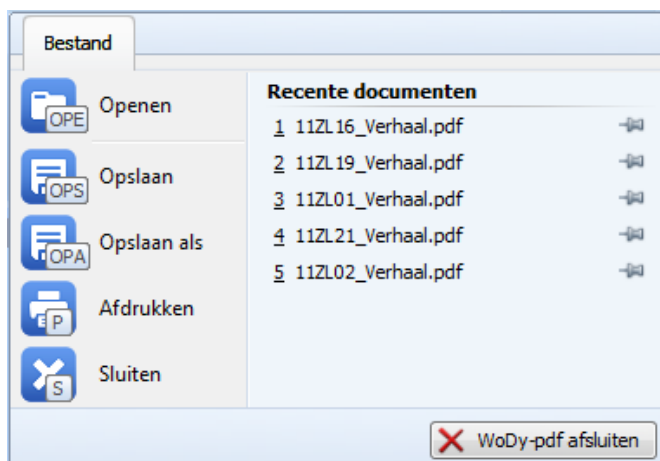 Bestand
OPE Openen
OPS Opslaan
OPA Opslaan als
P Afdrukken
S Sluiten
Recente documenten
1 11ZL16_Verhaal.pdf
2 11ZL19_Verhaal.pdf
3 11ZL01_Verhaal.pdf
4 11ZL21_Verhaal.pdf
5 11ZL02_Verhaal.pdf
WoDy-pdf afsluiten